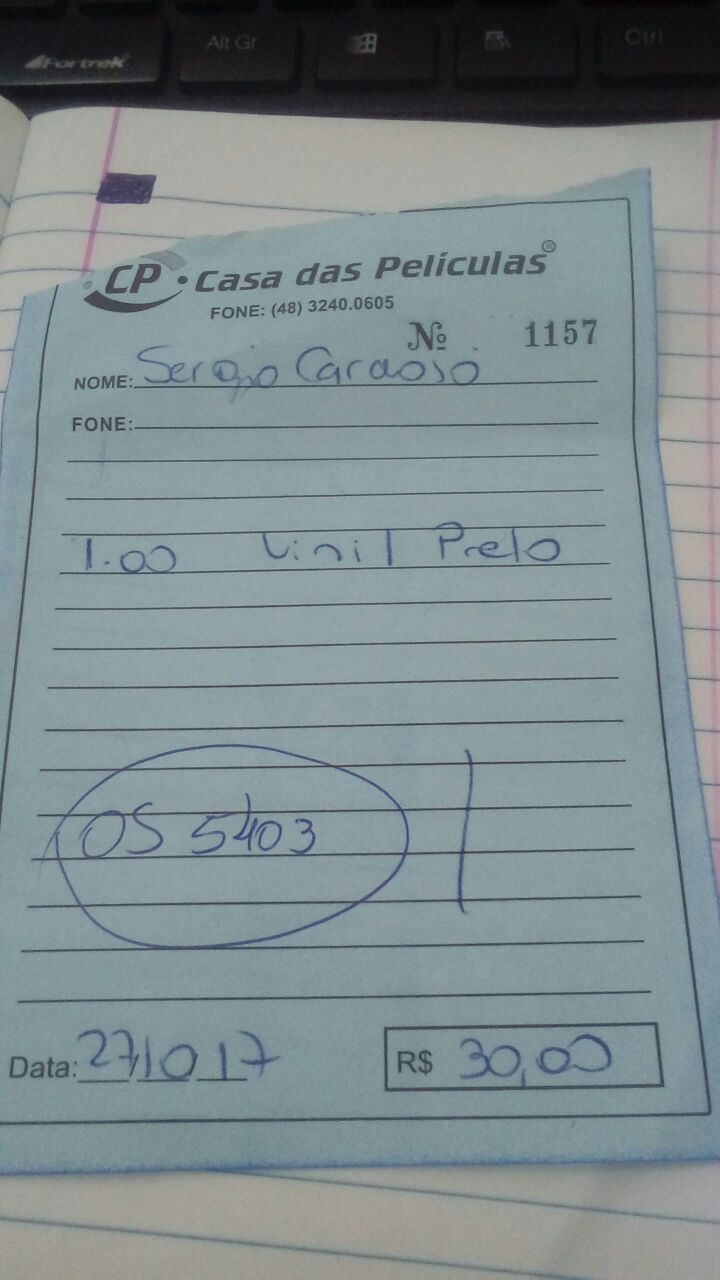 Fortrek Alt Gr Ctrl
CP · Casa das Películas®
FONE: (48) 3240.0605
Nº 1157
NOME: Sergio Cardoso
FONE:
1.00 Vinil Preto
OS 5403
Data: 27/10/17 R$ 30,00